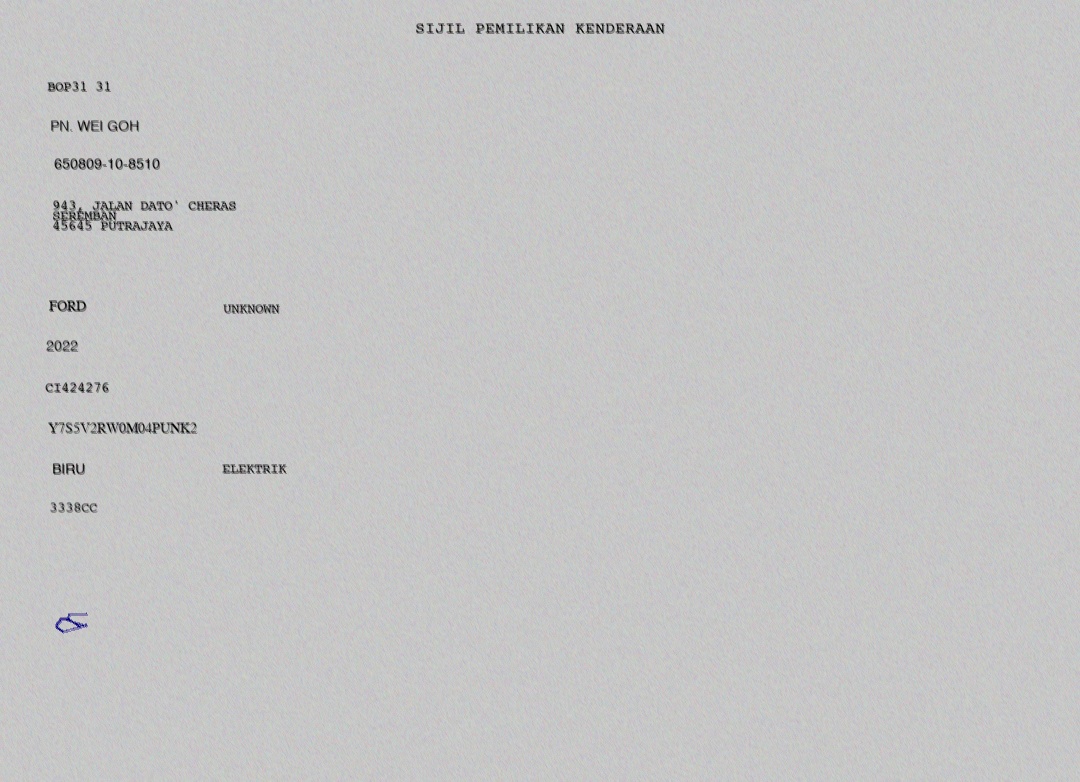 SIJIL PEMILIKAN KENDERAAN
BOP31 31
PN. WEI GOH
650809-10-8510
943, JALAN DATO' CHERAS
SEREMBAN
45645 PUTRAJAYA
FORD UNKNOWN
2022
CI424276
Y7S5V2RW0M04PUNK2
BIRU ELEKTRIK
3338CC